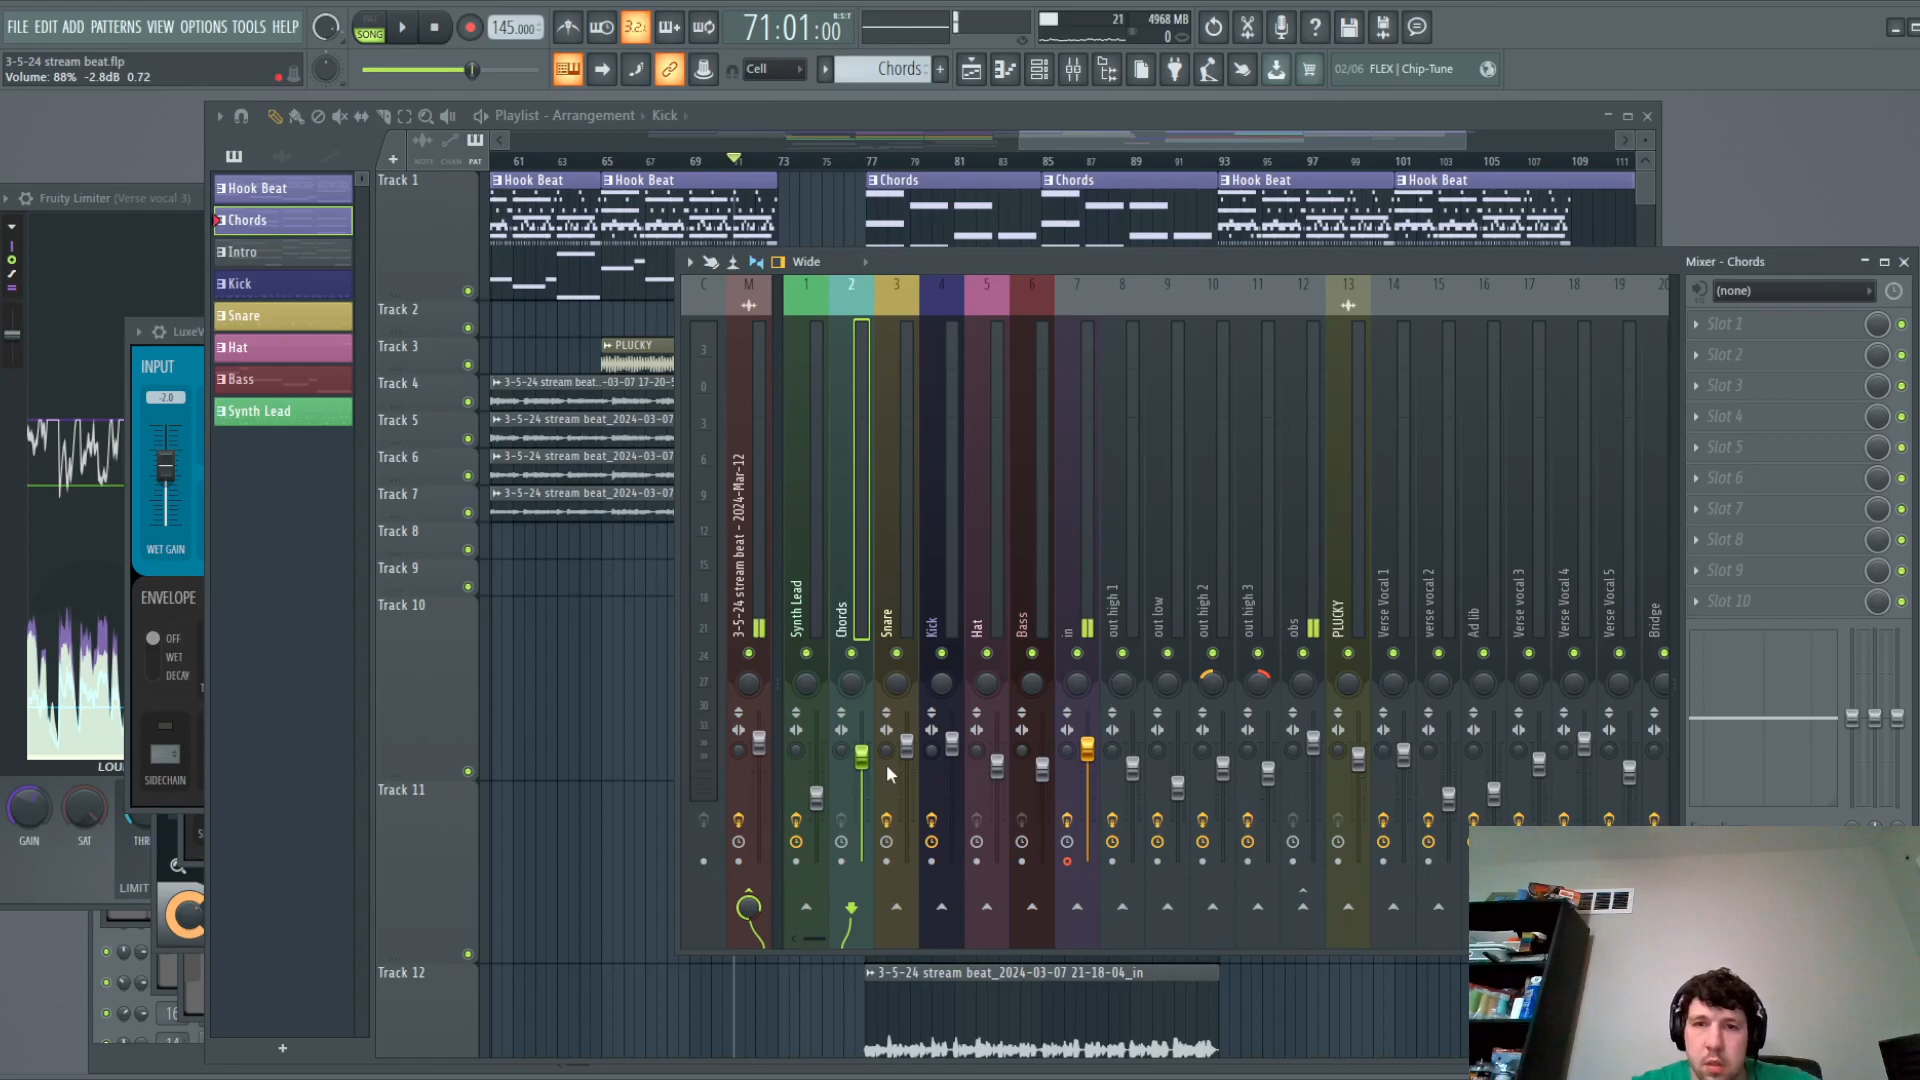 FILE EDIT ADD PATTERNS VIEW OPTIONS TOOLS HELP
PAT
SONG
145.000
3.2.
71:01:00
B:S:T
21
4968 MB
0
3-5-24 stream beat.flp
Volume: 88% -2.8dB 0.72
Cell
Chords
02/06 FLEX | Chip-Tune
Playlist - Arrangement › Kick ›
NOTE CHAN PAT
61 63 65 67 69 71 73 75 77 79 81 83 85 87 89 91 93 95 97 99 101 103 105 107 109 111
Fruity Limiter (Verse vocal 3)
Hook Beat
Chords
Intro
Kick
Snare
Hat
Bass
Synth Lead
Track 1
Hook Beat
Hook Beat
Chords
Chords
Hook Beat
Hook Beat
Track 2
Track 3
PLUCKY
Track 4
3-5-24 stream beat..-03-07 17-20-5
Track 5
3-5-24 stream beat_2024-03-07
Track 6
3-5-24 stream beat_2024-03-07
Track 7
3-5-24 stream beat_2024-03-07
Track 8
Track 9
Track 10
Track 11
Track 12
3-5-24 stream beat_2024-03-07 21-18-04_in
INPUT
-2.0
WET GAIN
ENVELOPE
OFF
WET
DECAY
SIDECHAIN
GAIN
SAT
THR
LIMIT
Wide
C M 1 2 3 4 5 6 7 8 9 10 11 12 13 14 15 16 17 18 19 20
3
0
3
6
9
12
15
18
21
24
27
30
33
3-5-24 stream beat - 2024-Mar-12
Synth Lead
Chords
Snare
Kick
Hat
Bass
in
out high 1
out low
out high 2
out high 3
obs
PLUCKY
Verse Vocal 1
verse vocal 2
Ad lib
Verse vocal 3
Verse Vocal 4
Verse Vocal 5
Bridge
Mixer - Chords
(none)
Slot 1
Slot 2
Slot 3
Slot 4
Slot 5
Slot 6
Slot 7
Slot 8
Slot 9
Slot 10